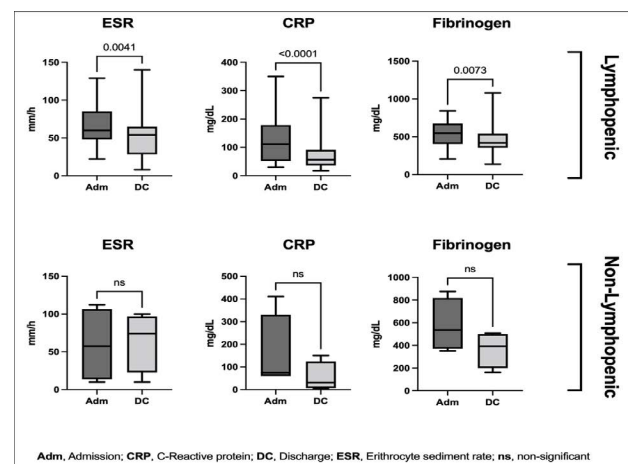 ESR
CRP
Fibrinogen
0.0041
<0.0001
0.0073
mm/h
150
100
50
0
Adm
DC
mg/dL
400
300
200
100
0
Adm
DC
mg/dL
1500
1000
500
0
Adm
DC
Lymphopenic
ESR
CRP
Fibrinogen
ns
ns
ns
mm/h
150
100
50
0
Adm
DC
mg/dL
500
400
300
200
100
0
Adm
DC
mg/dL
1000
800
600
400
200
0
Adm
DC
Non-Lymphopenic
Adm, Admission; CRP, C-Reactive protein; DC, Discharge; ESR, Erithrocyte sediment rate; ns, non-significant